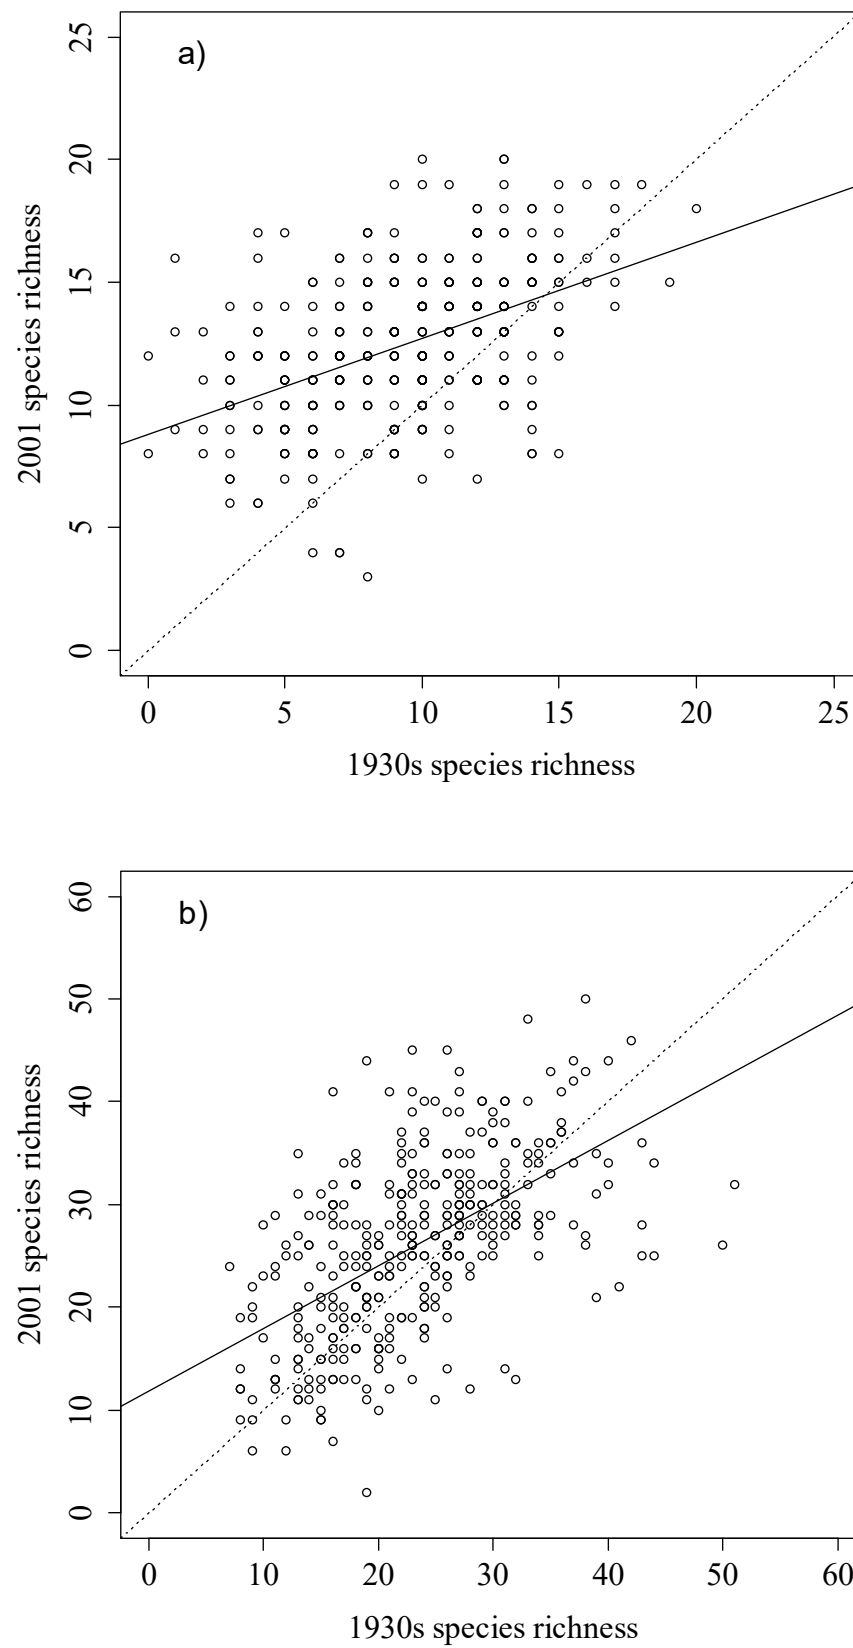 a)
25
20
15
10
5
0
2001 species richness
0 5 10 15 20 25
1930s species richness
b)
60
50
40
30
20
10
0
2001 species richness
0 10 20 30 40 50 60
1930s species richness